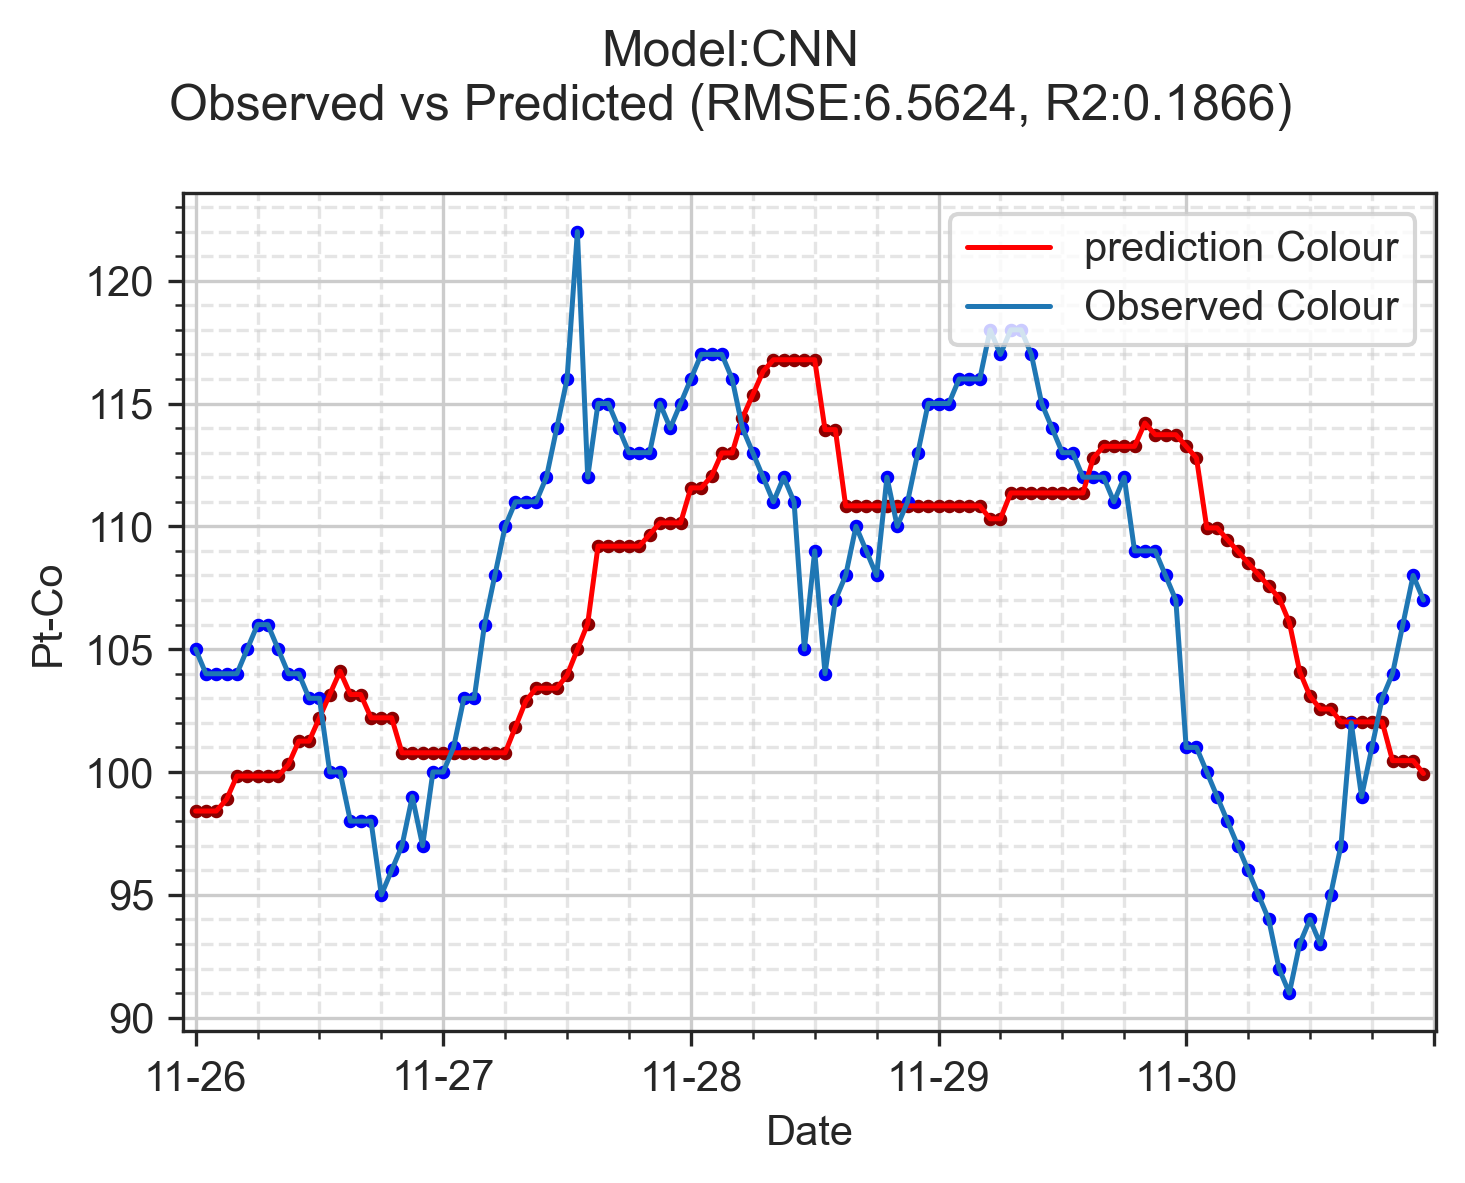 Model:CNN
Observed vs Predicted (RMSE:6.5624, R2:0.1866)
prediction Colour
Observed Colour
120
115
110
105
100
95
90
Pt-Co
11-26
11-27
11-28
11-29
11-30
Date